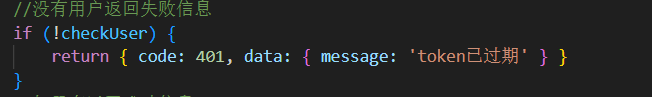 //没有用户返回失败信息
if (!checkUser) {
    return { code: 401, data: { message: 'token已过期' } }
}